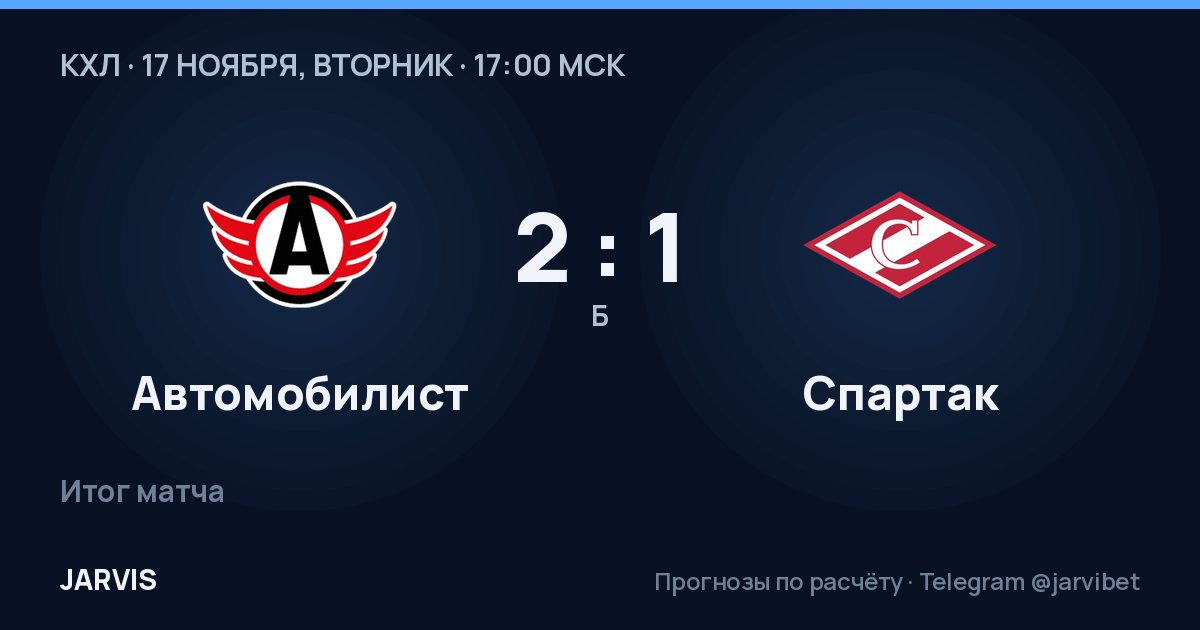 КХЛ · 17 НОЯБРЯ, ВТОРНИК · 17:00 МСК
А
С
2 : 1
Б
Автомобилист
Спартак
Итог матча
JARVIS
Прогнозы по расчёту · Telegram @jarvibet